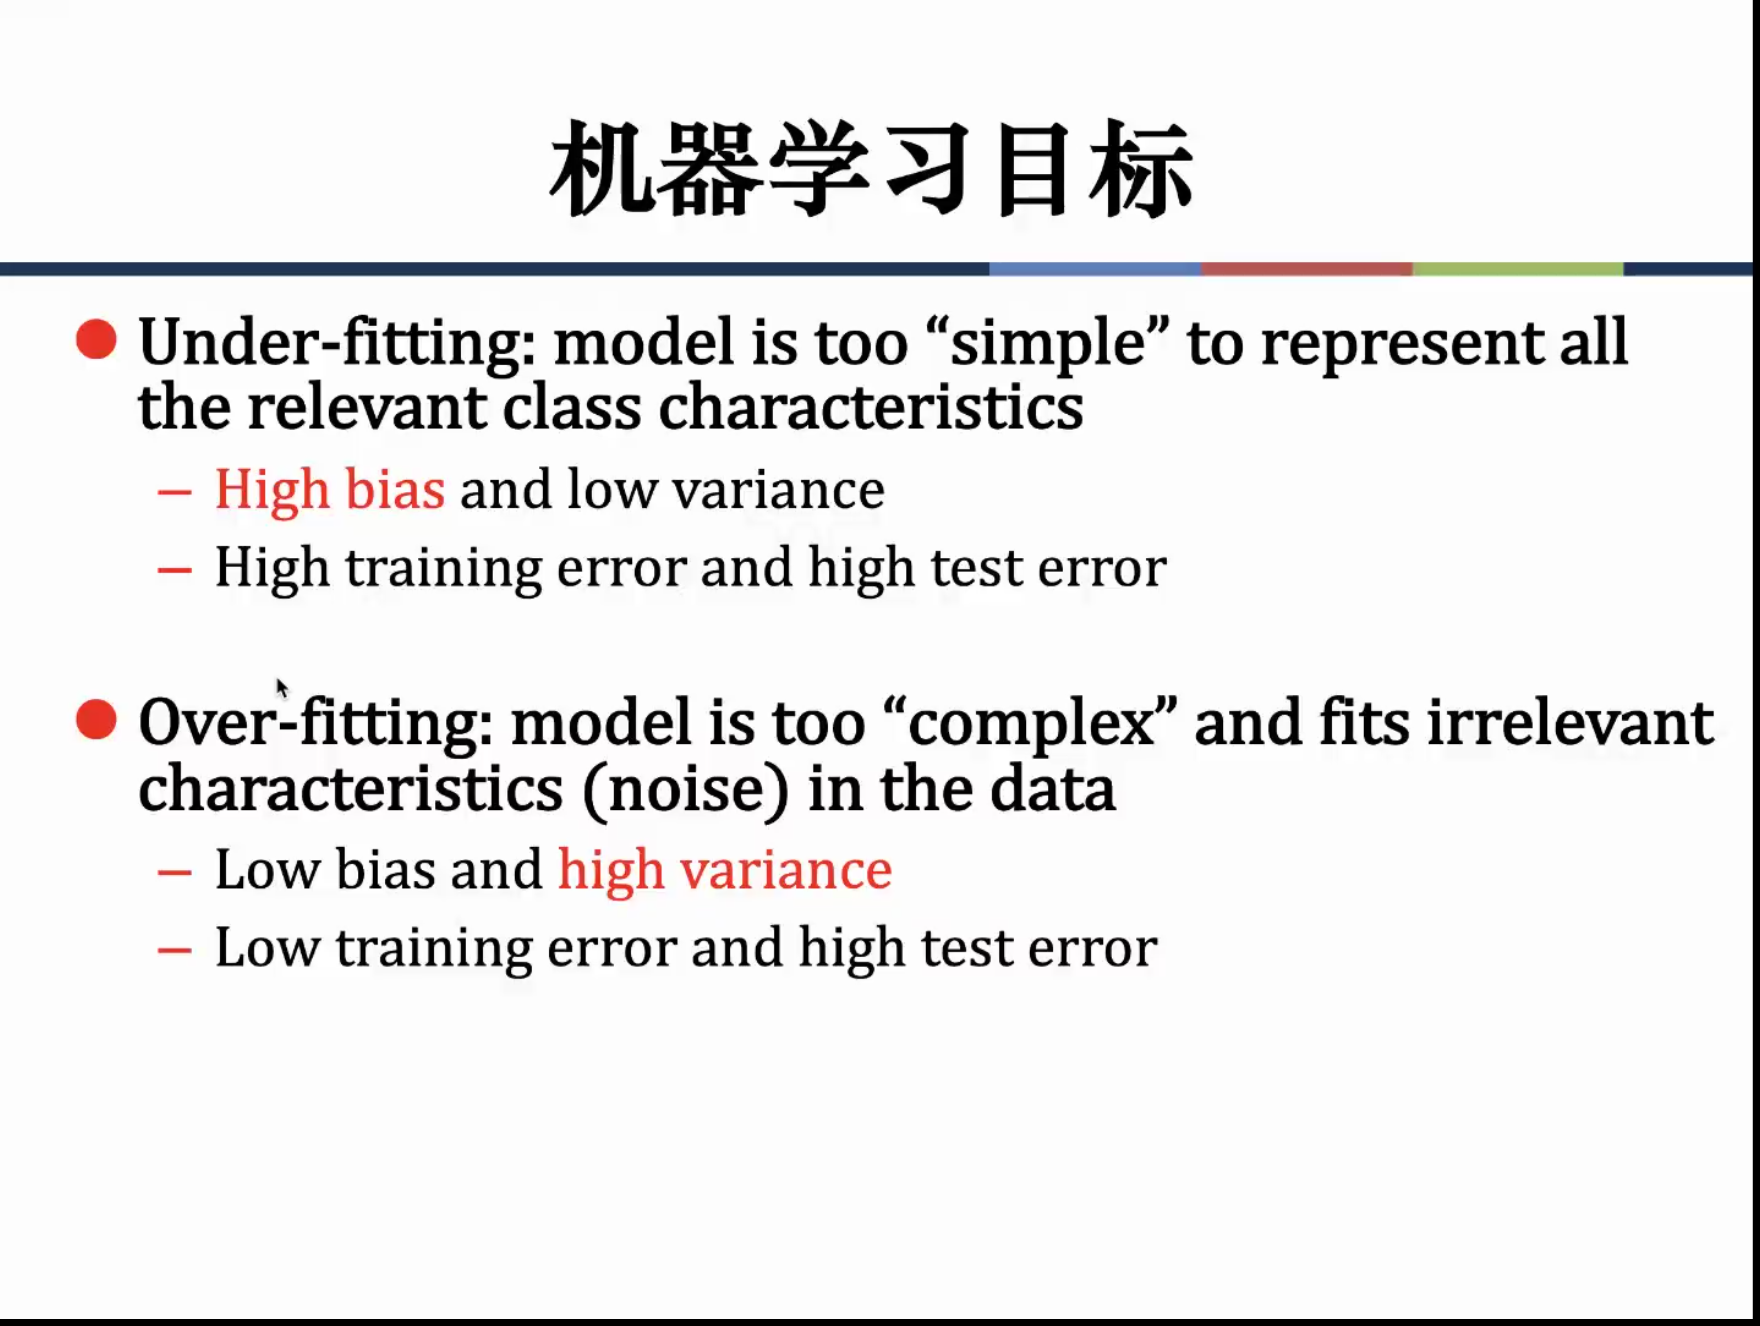 机器学习目标
Under-fitting: model is too “simple” to represent all
the relevant class characteristics
– High bias and low variance
– High training error and high test error
Over-fitting: model is too “complex” and fits irrelevant
characteristics (noise) in the data
– Low bias and high variance
– Low training error and high test error